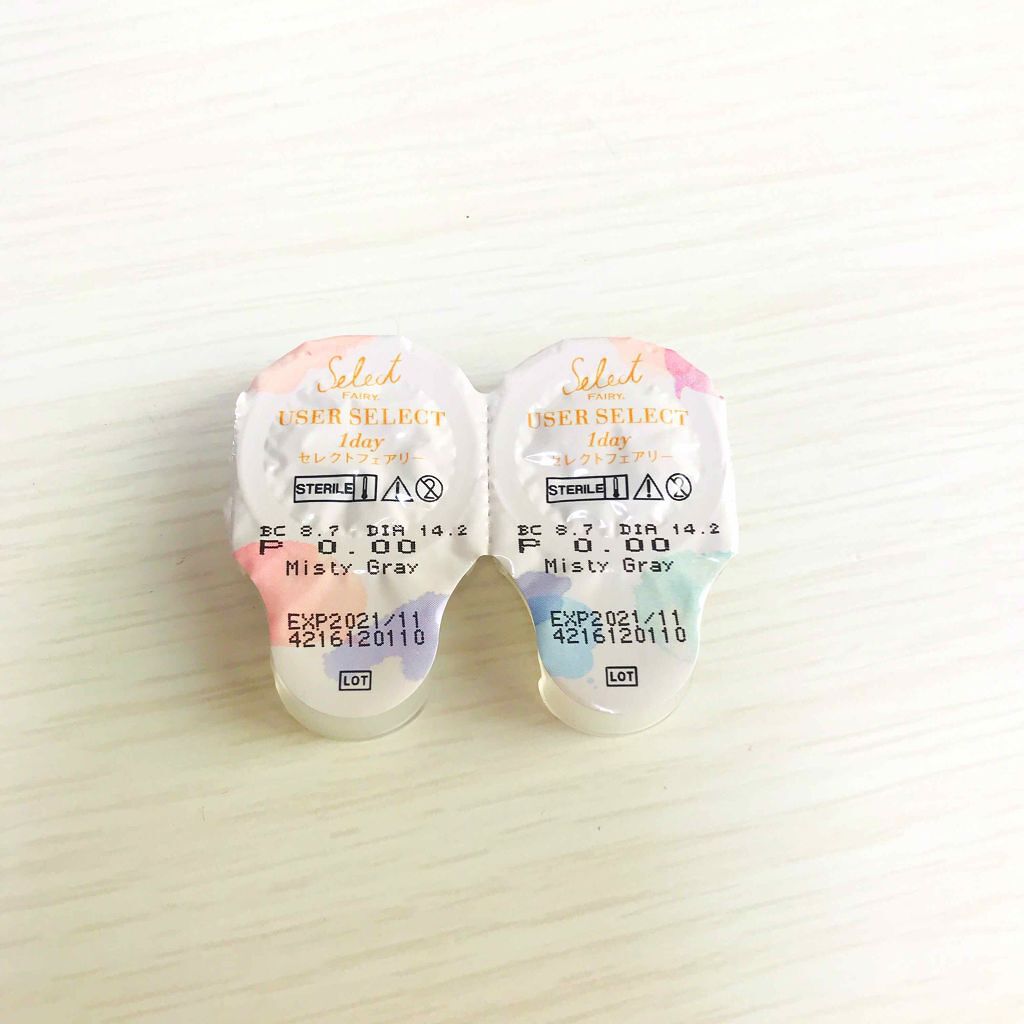 Select
FAIRY.
USER SELECT
1day
セレクトフェアリー
STERILE
BC 8.7 DIA 14.2
P 0.00
Misty Gray
EXP2021/11
4216120110
LOT
Select
FAIRY.
USER SELECT
1day
セレクトフェアリー
STERILE
BC 8.7 DIA 14.2
P 0.00
Misty Gray
EXP2021/11
4216120110
LOT